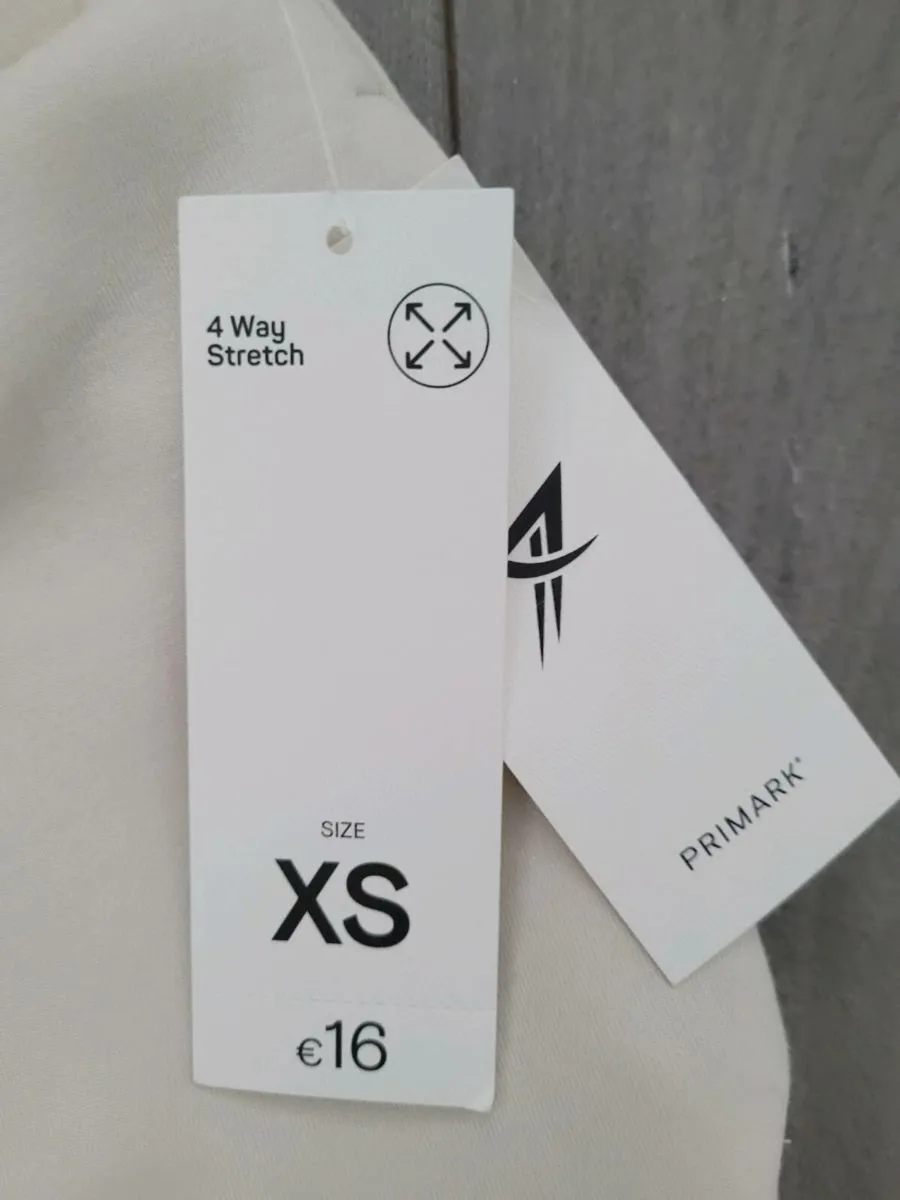 4 Way
Stretch
SIZE
XS
€16
PRIMARK®